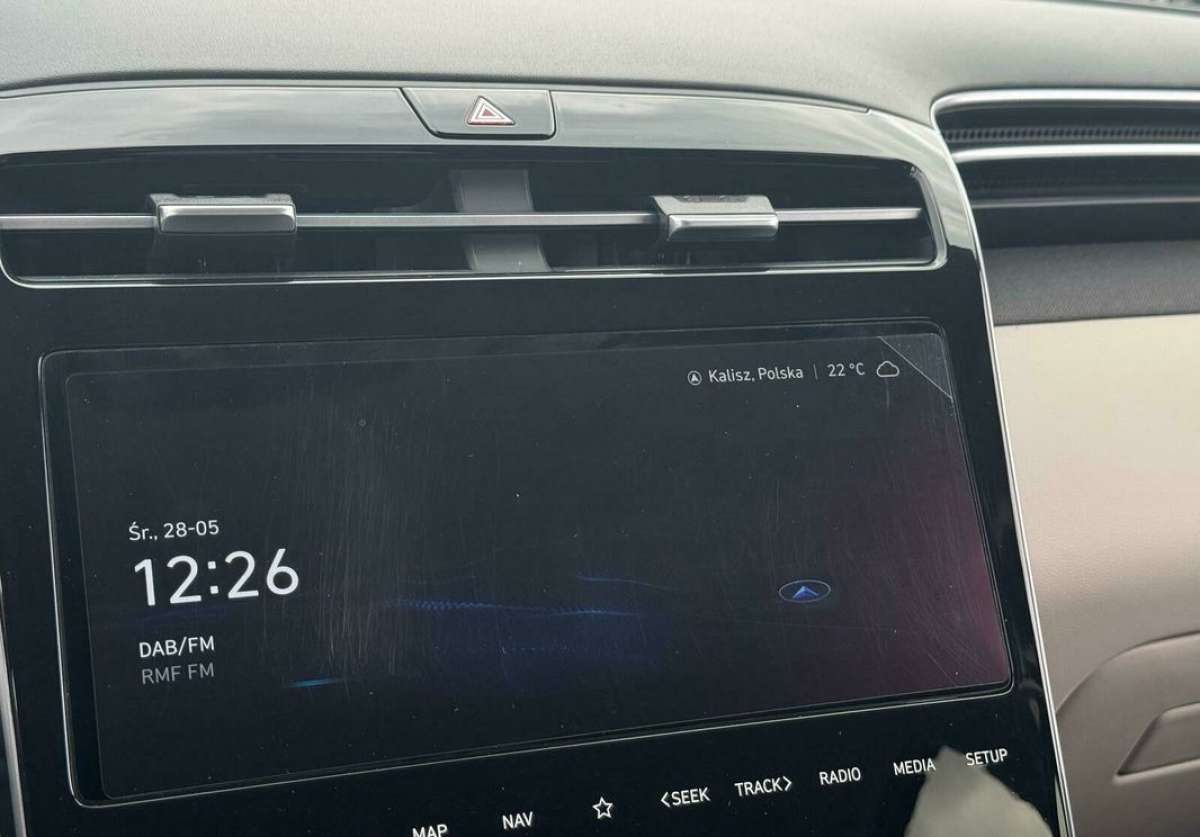 Kalisz, Polska | 22 °C
Śr., 28-05
12:26
DAB/FM
RMF FM
MAP NAV <SEEK TRACK> RADIO MEDIA SETUP